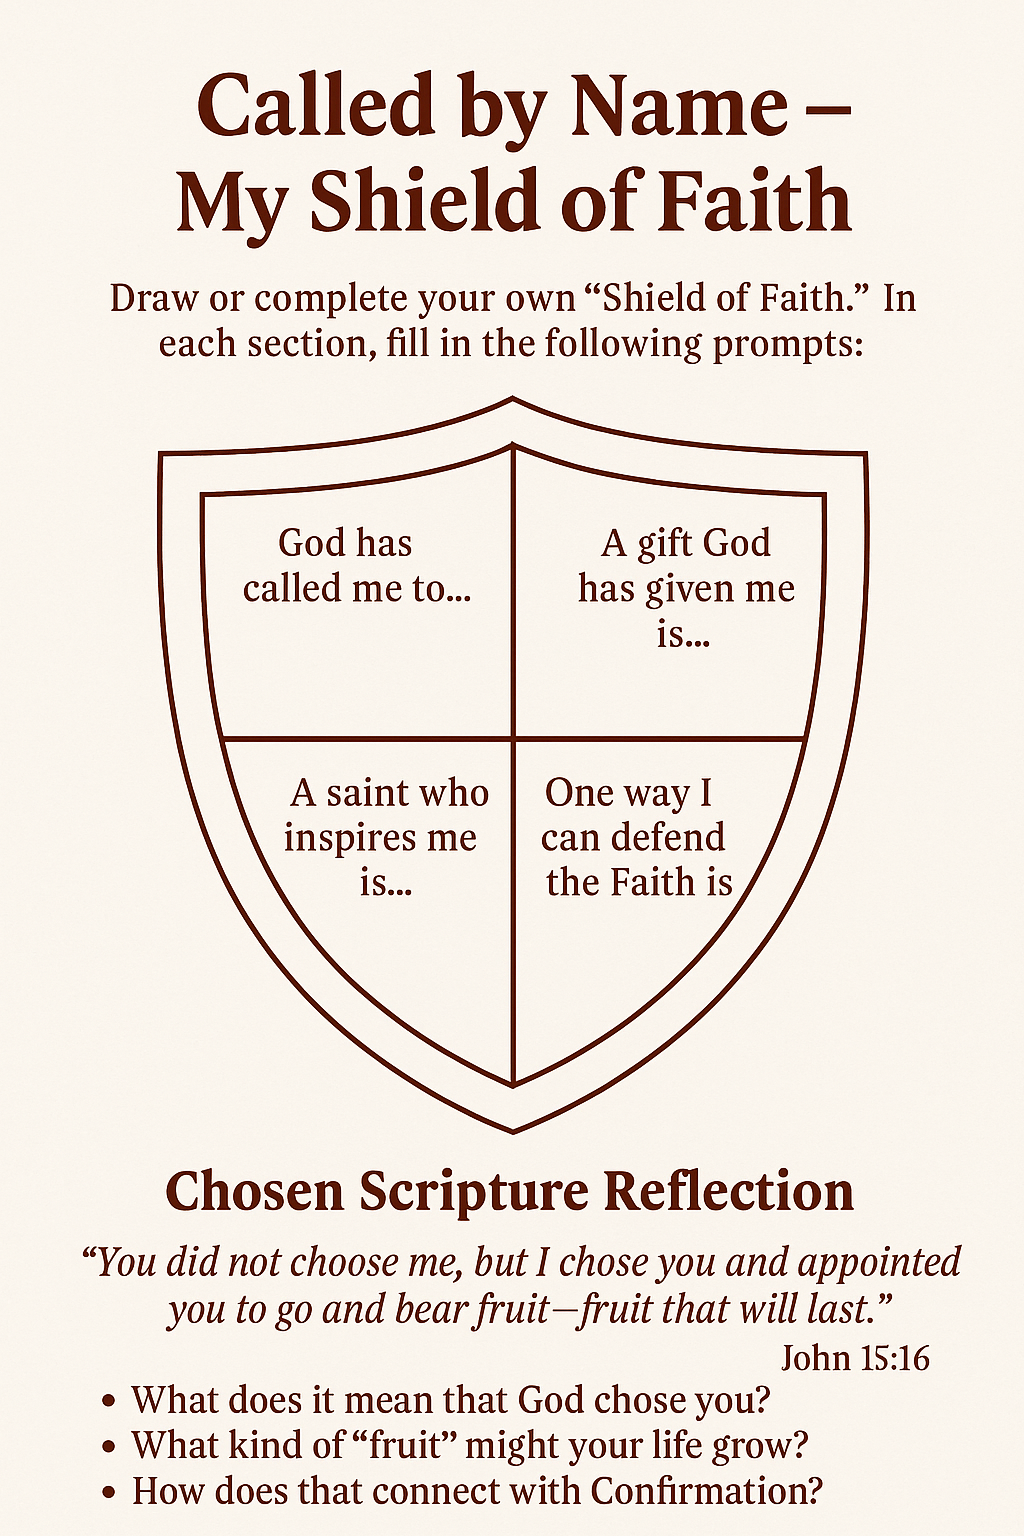 Called by Name –
My Shield of Faith
Draw or complete your own “Shield of Faith.” In
each section, fill in the following prompts:
God has
called me to...
A gift God
has given me
is...
A saint who
inspires me
is...
One way I
can defend
the Faith is
Chosen Scripture Reflection
“You did not choose me, but I chose you and appointed
you to go and bear fruit—fruit that will last.”
John 15:16
• What does it mean that God chose you?
• What kind of “fruit” might your life grow?
• How does that connect with Confirmation?